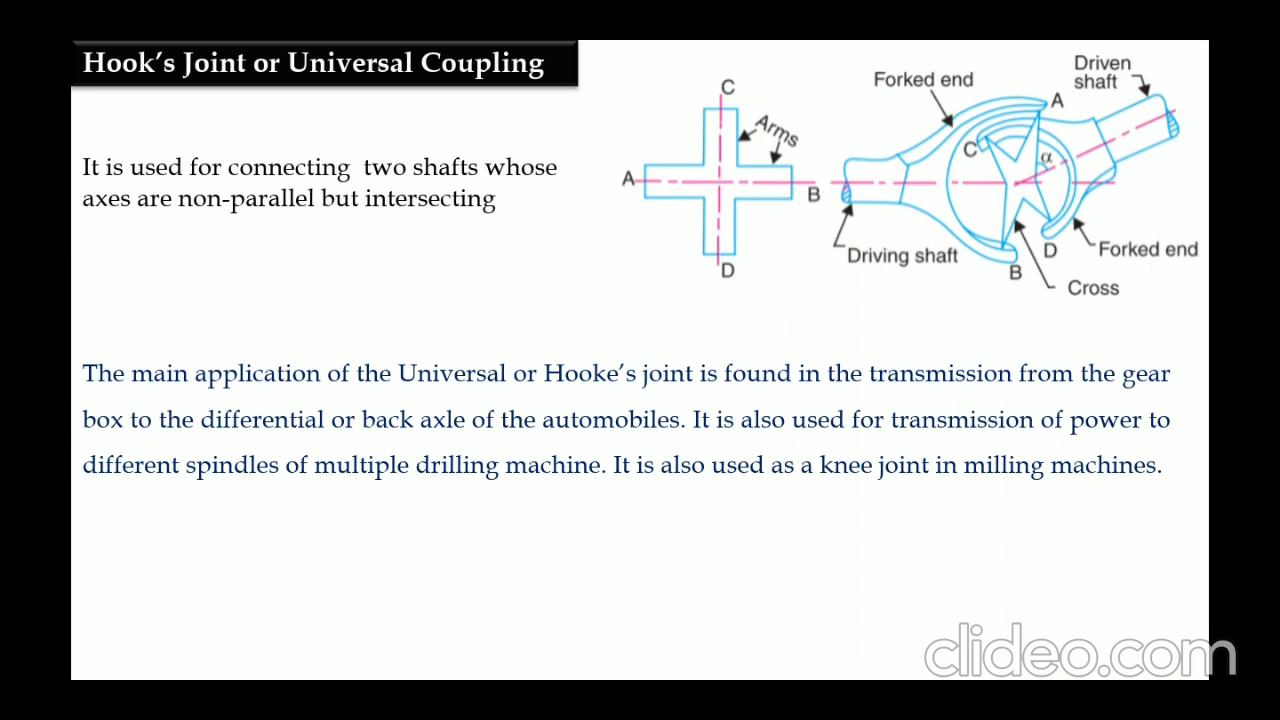 Hook's Joint or Universal Coupling
It is used for connecting two shafts whose
axes are non-parallel but intersecting
C
Arms
A
B
D
Forked end
Driven
shaft
A
C
α
Driving shaft
B
D
Forked end
Cross
The main application of the Universal or Hooke's joint is found in the transmission from the gear
box to the differential or back axle of the automobiles. It is also used for transmission of power to
different spindles of multiple drilling machine. It is also used as a knee joint in milling machines.
clideo.com